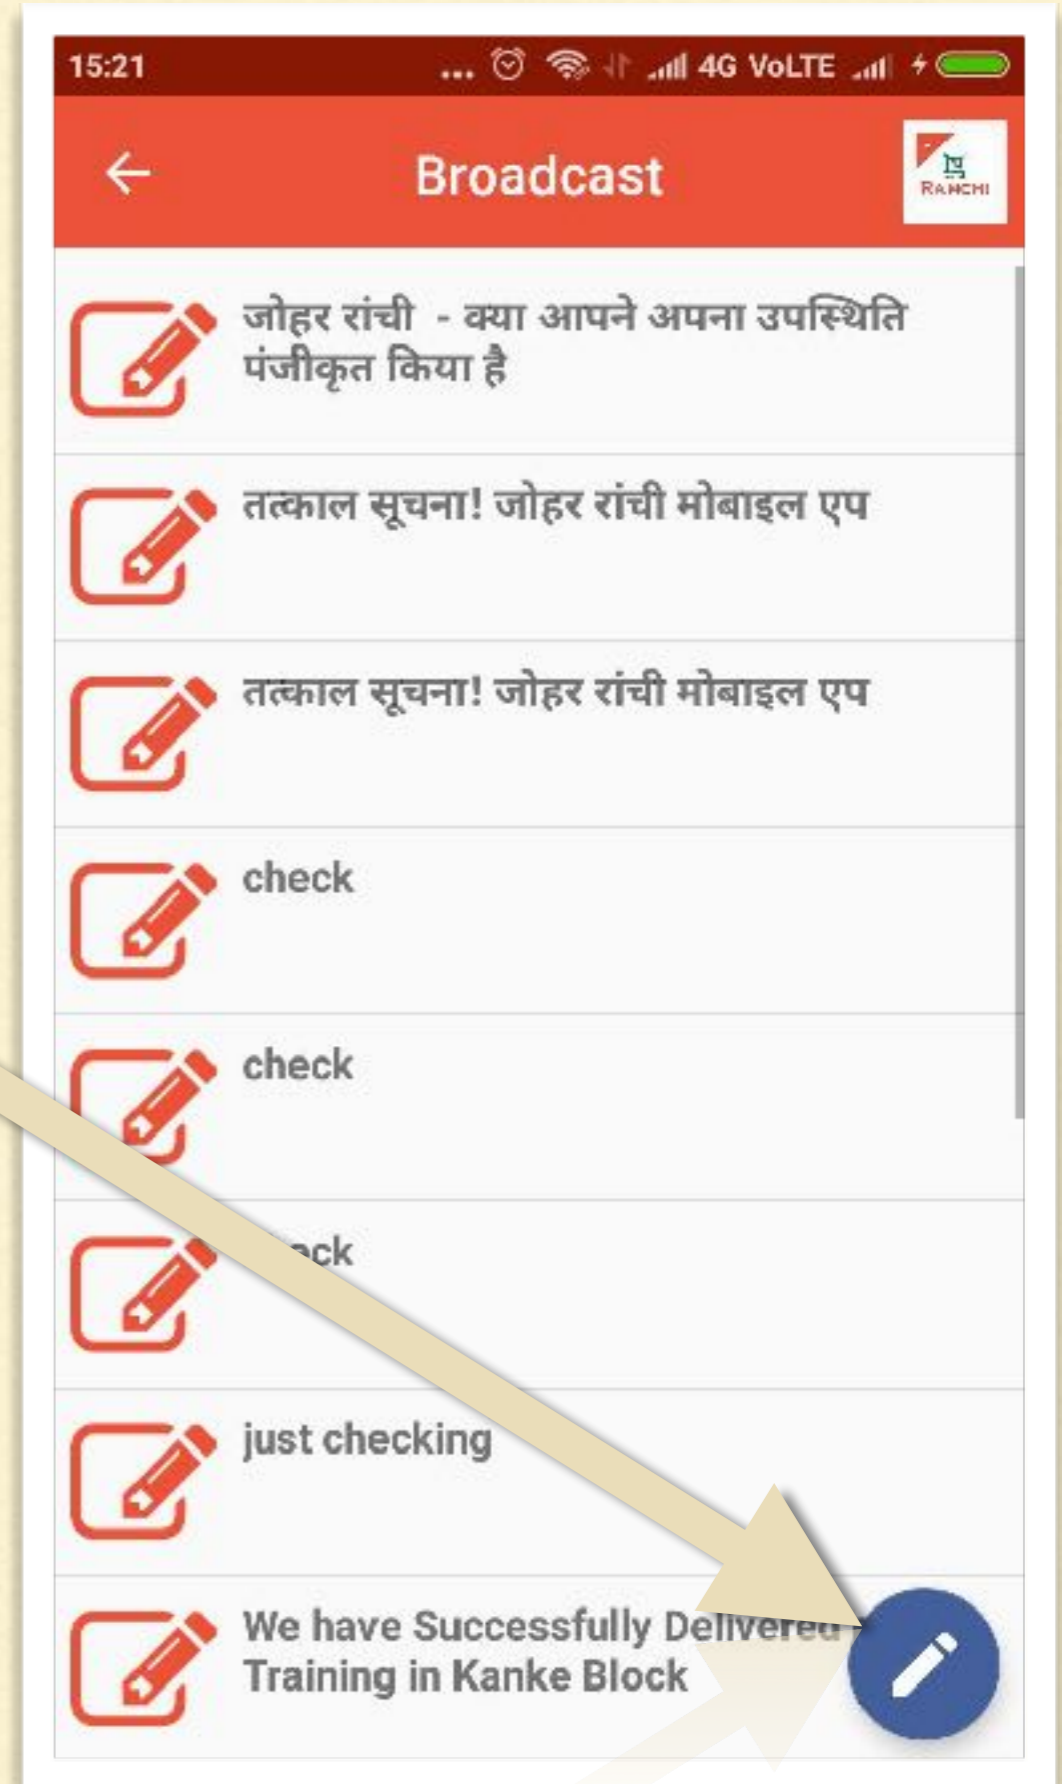 15:21 ... 4G VoLTE
Broadcast
RANCHI
जोहर रांची - क्या आपने अपना उपस्थिति
पंजीकृत किया है
तत्काल सूचना! जोहर रांची मोबाइल एप
तत्काल सूचना! जोहर रांची मोबाइल एप
check
check
just checking
We have Successfully Delivered
Training in Kanke Block